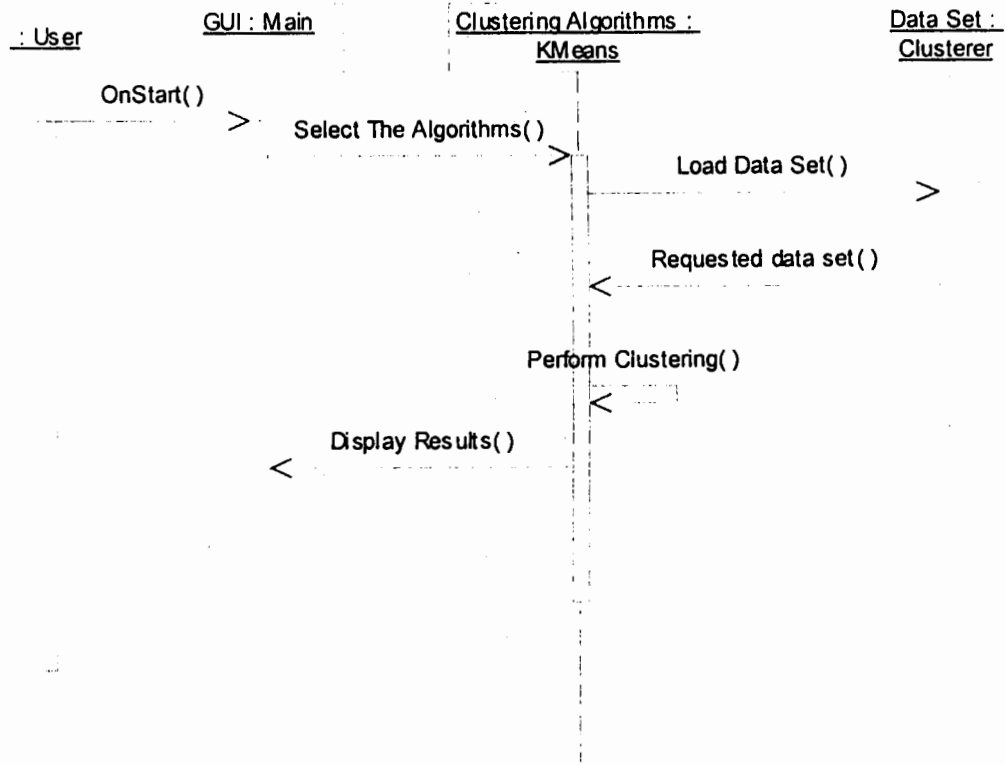 : User
GUI : Main
Clustering Algorithms :
KMeans
Data Set :
Clusterer
OnStart( )
Select The Algorithms( )
Load Data Set( )
Requested data set( )
Perform Clustering( )
Display Results( )